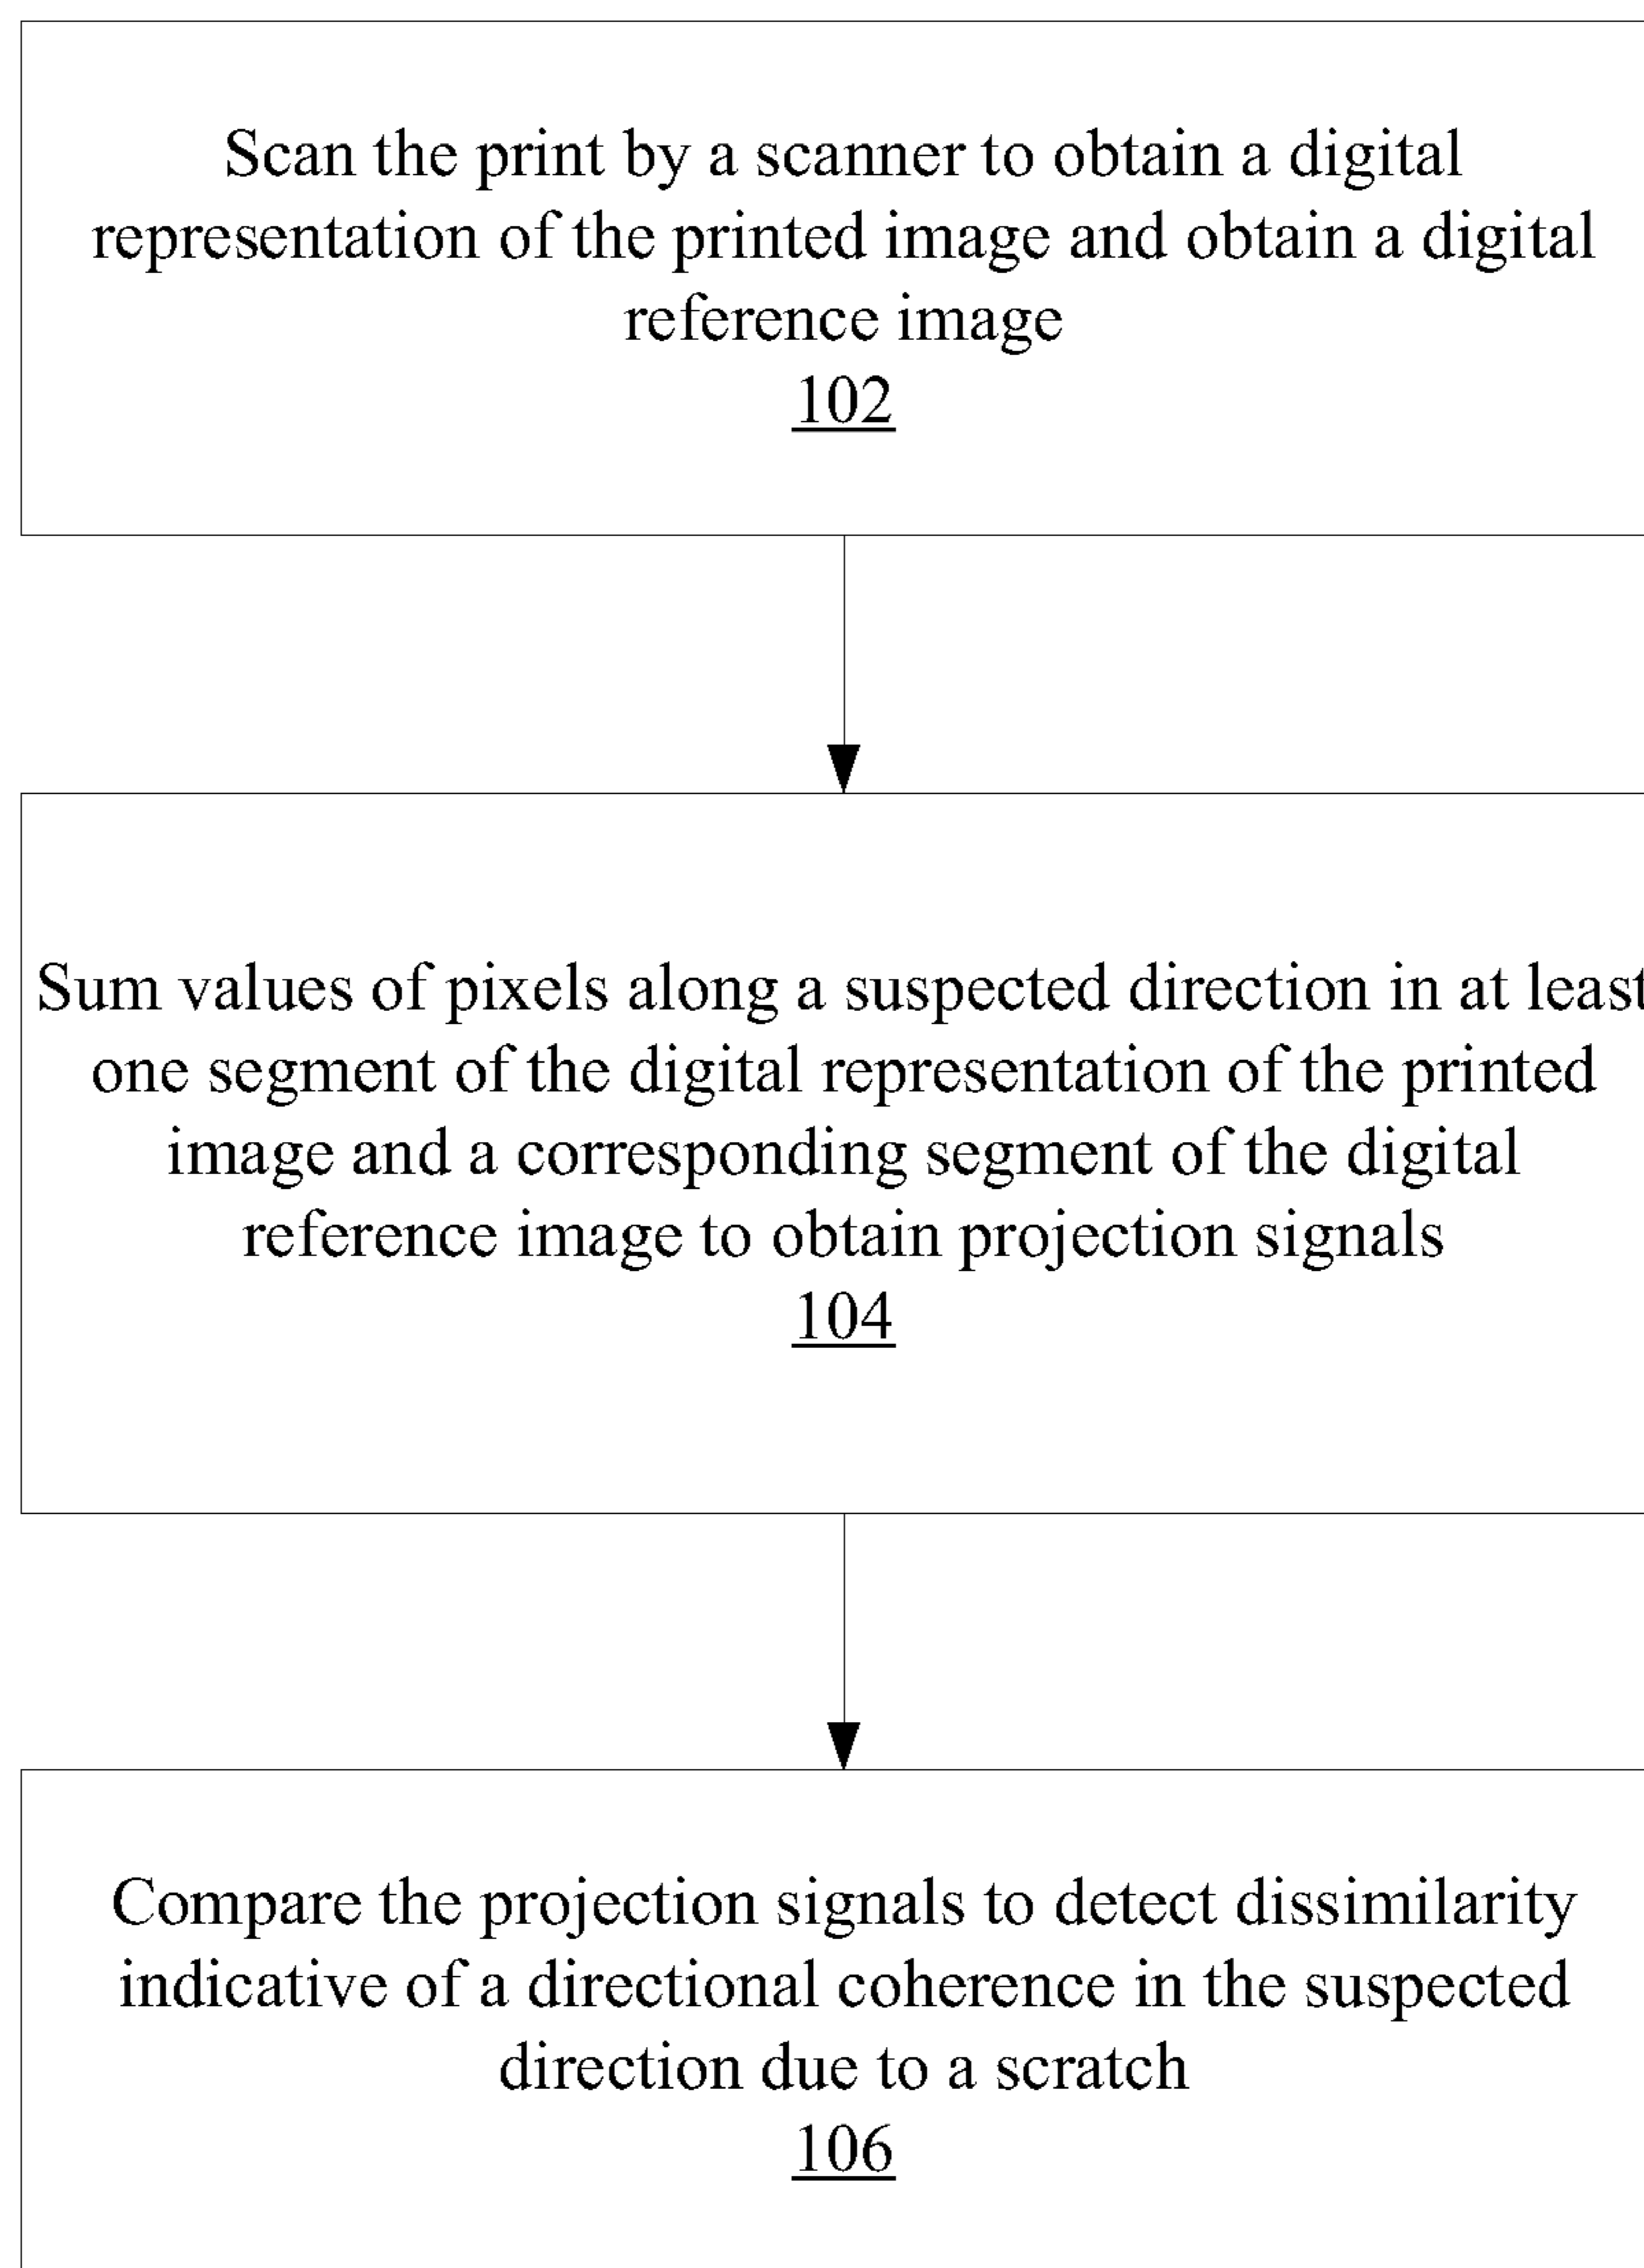 Scan the print by a scanner to obtain a digital
representation of the printed image and obtain a digital
reference image
102
Sum values of pixels along a suspected direction in at least
one segment of the digital representation of the printed
image and a corresponding segment of the digital
reference image to obtain projection signals
104
Compare the projection signals to detect dissimilarity
indicative of a directional coherence in the suspected
direction due to a scratch
106